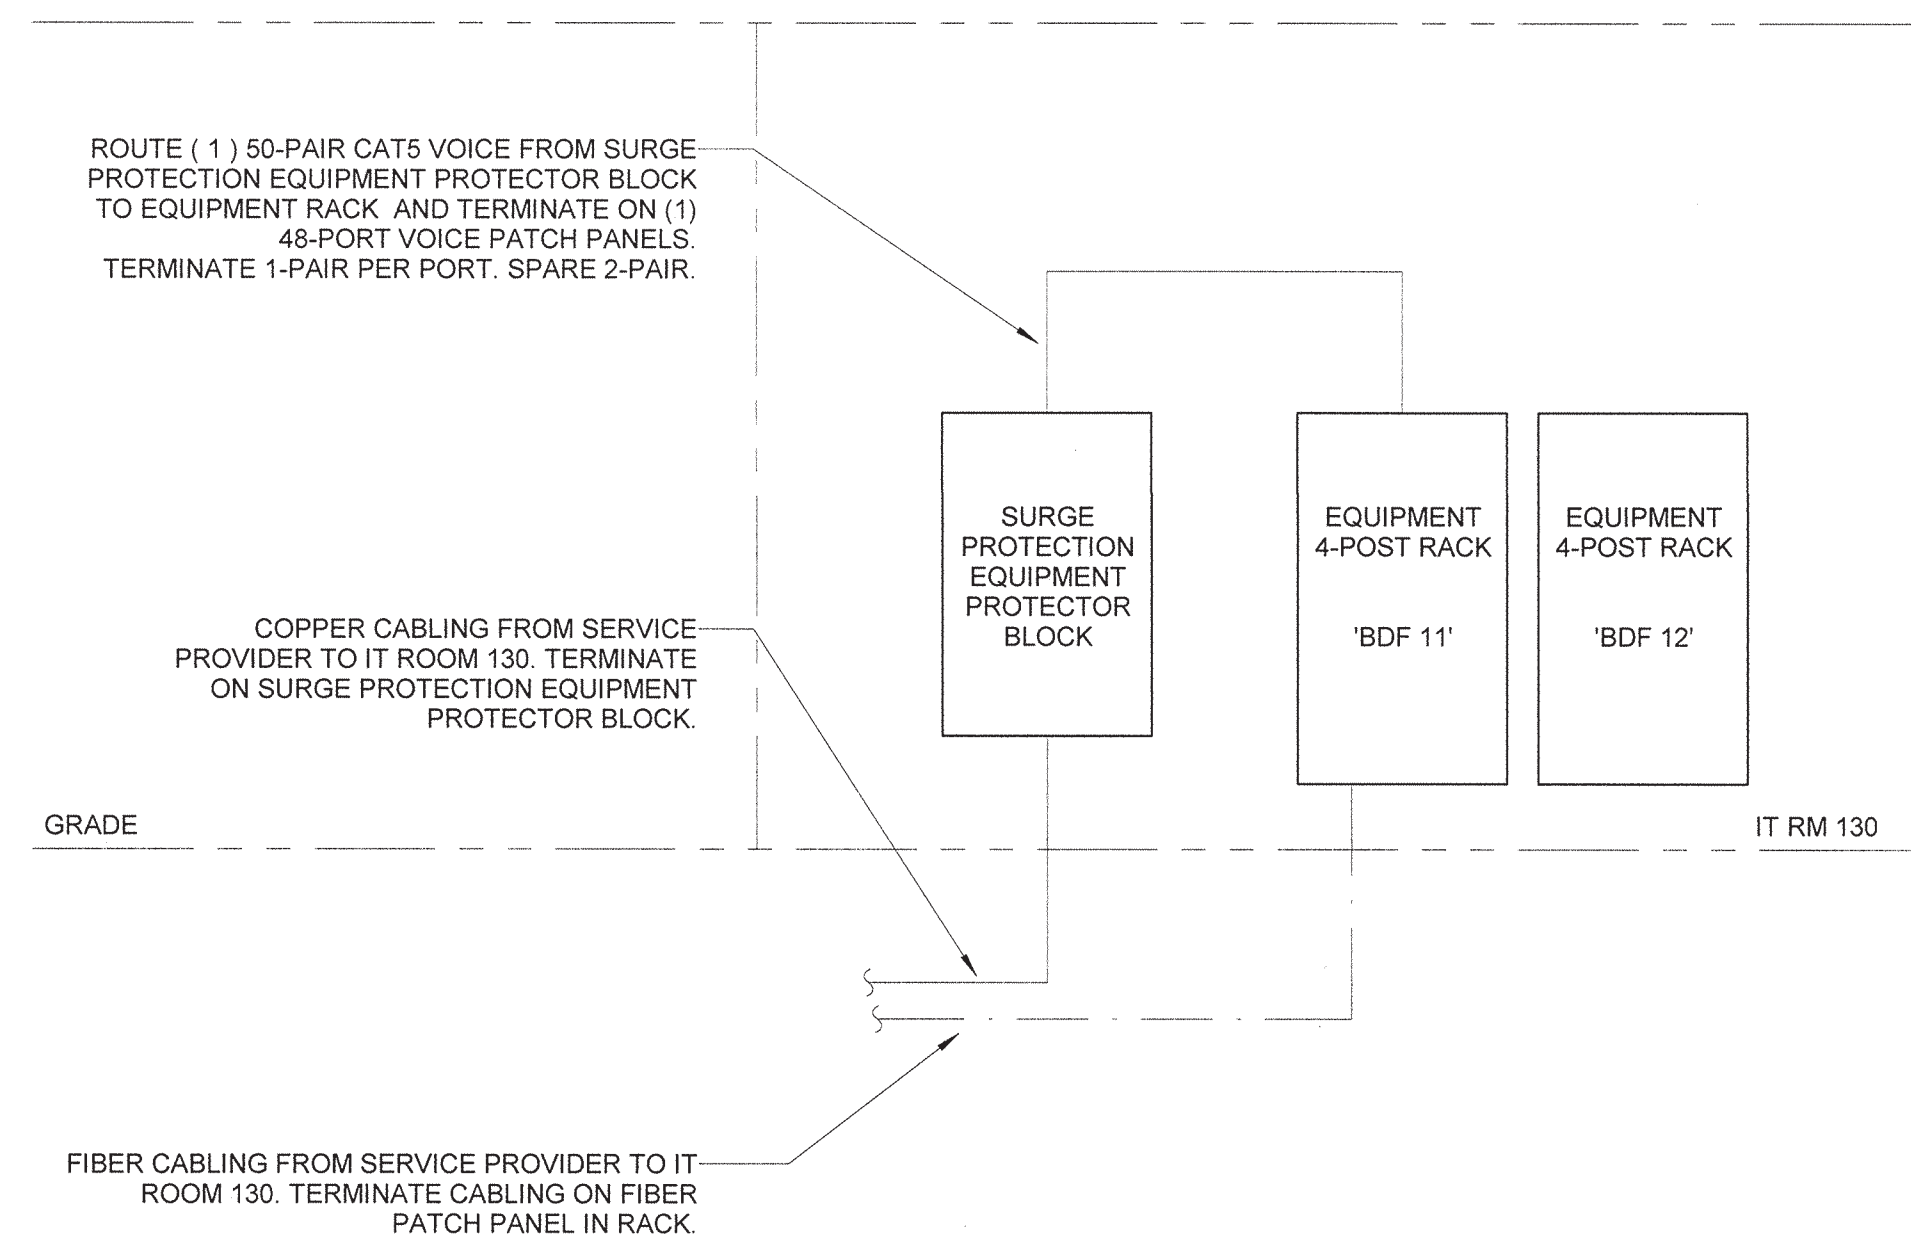 ROUTE ( 1 ) 50-PAIR CAT5 VOICE FROM SURGE
PROTECTION EQUIPMENT PROTECTOR BLOCK
TO EQUIPMENT RACK AND TERMINATE ON (1)
48-PORT VOICE PATCH PANELS.
TERMINATE 1-PAIR PER PORT. SPARE 2-PAIR.
SURGE
PROTECTION
EQUIPMENT
PROTECTOR
BLOCK
EQUIPMENT
4-POST RACK
'BDF 11'
EQUIPMENT
4-POST RACK
'BDF 12'
COPPER CABLING FROM SERVICE
PROVIDER TO IT ROOM 130. TERMINATE
ON SURGE PROTECTION EQUIPMENT
PROTECTOR BLOCK.
GRADE
IT RM 130
FIBER CABLING FROM SERVICE PROVIDER TO IT
ROOM 130. TERMINATE CABLING ON FIBER
PATCH PANEL IN RACK.